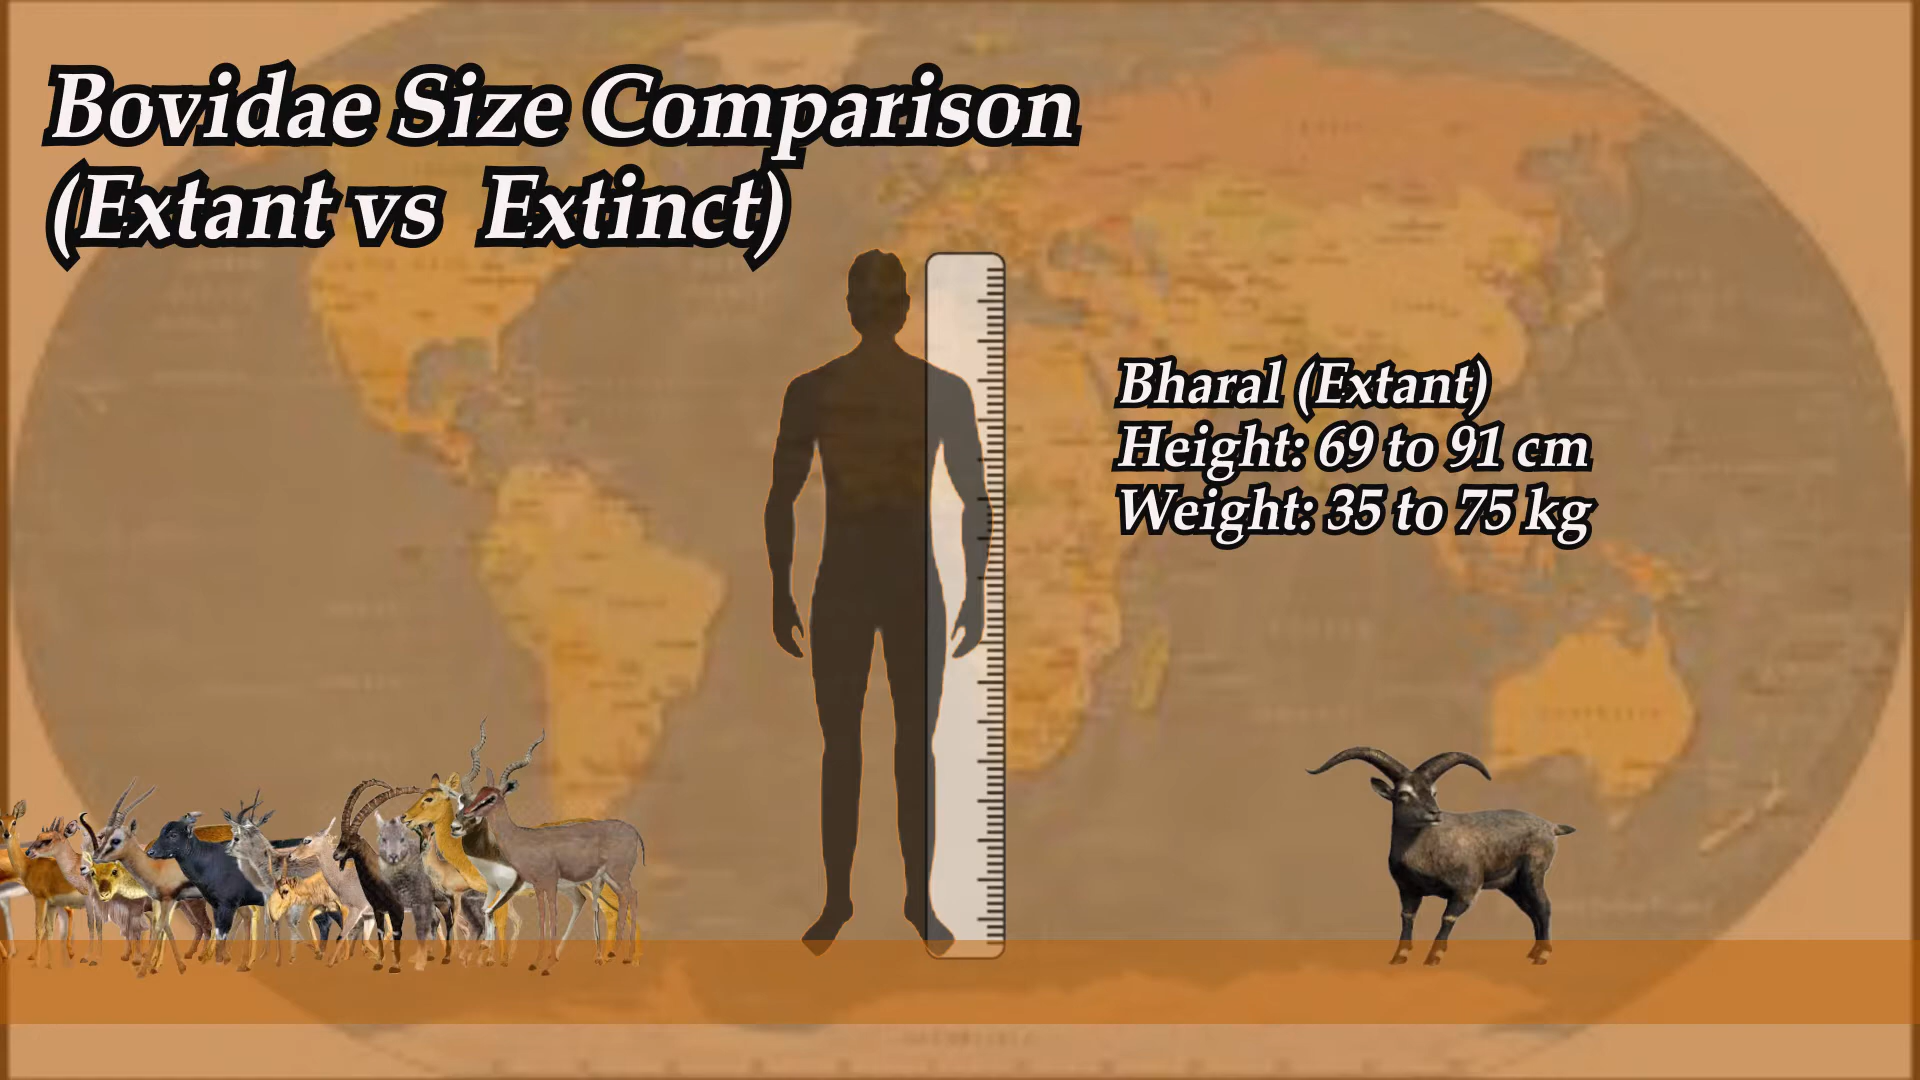 Bovidae Size Comparison
(Extant vs Extinct)
Bharal (Extant)
Height: 69 to 91 cm
Weight: 35 to 75 kg